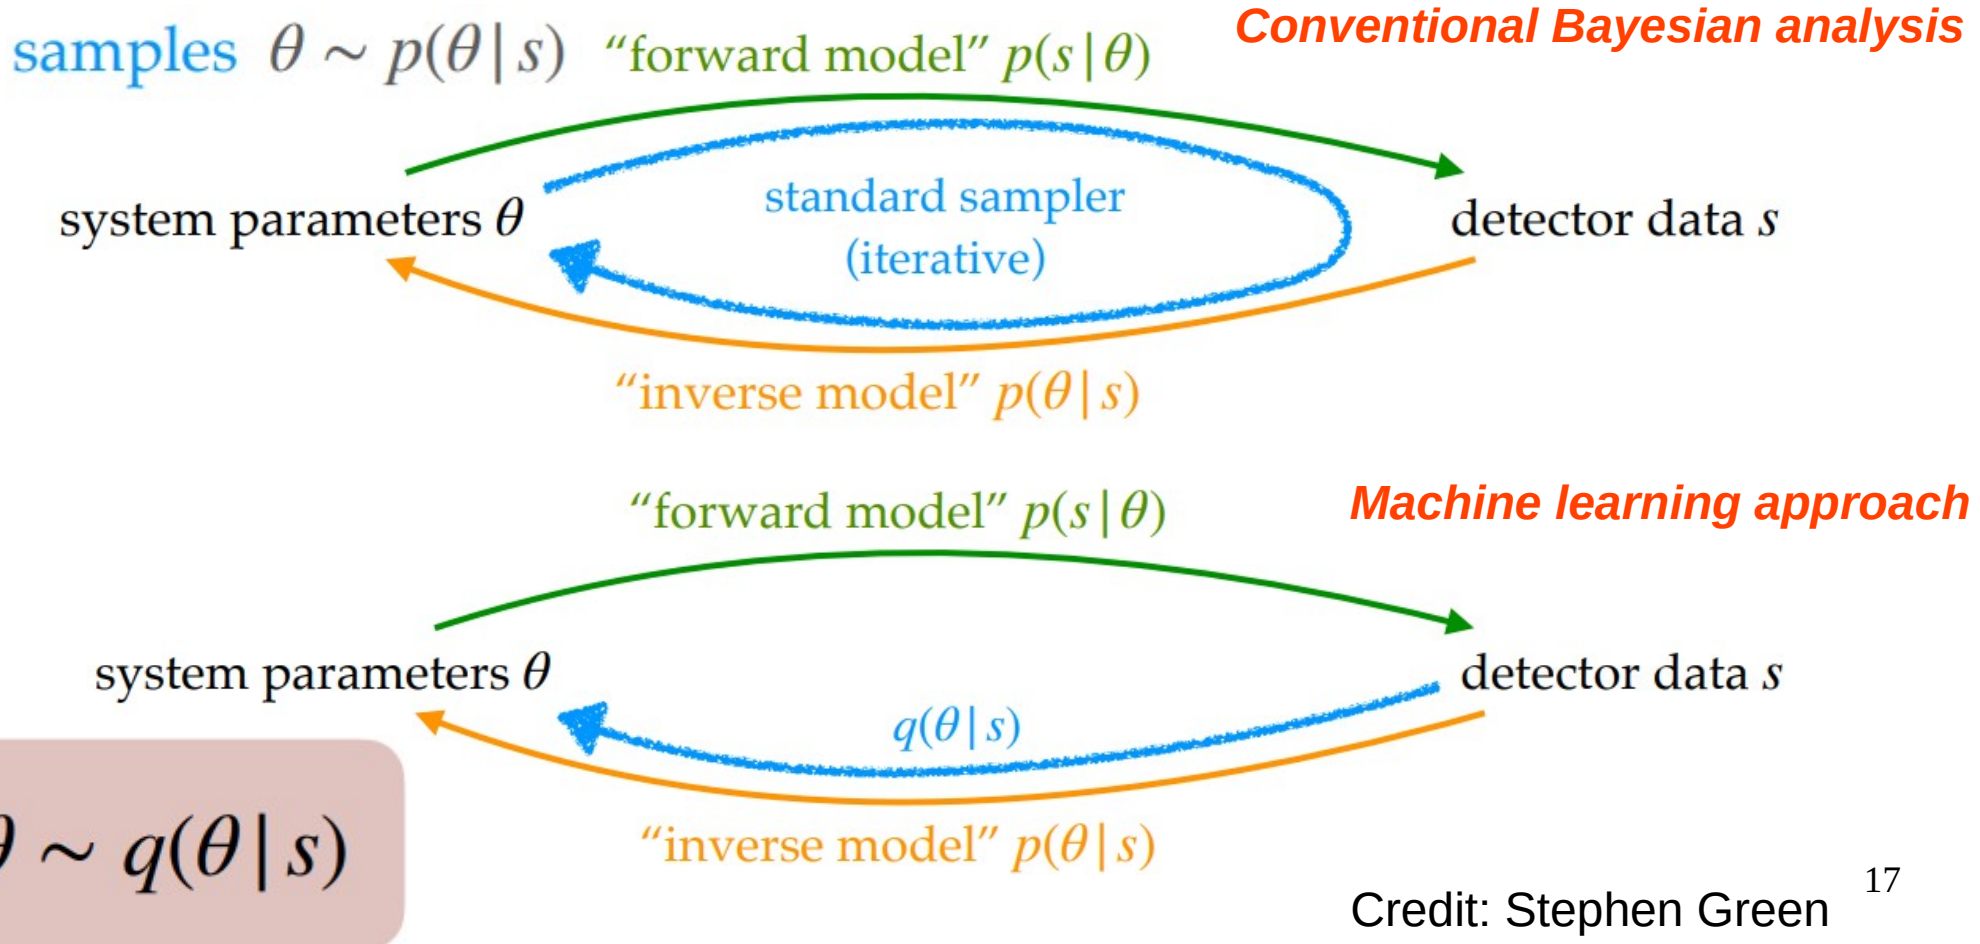 Conventional Bayesian analysis
samples θ ~ p(θ|s) “forward model” p(s|θ)
standard sampler
system parameters θ
detector data s
(iterative)
“inverse model” p(θ|s)
“forward model” p(s|θ)
Machine learning approach
system parameters θ
detector data s
q(θ|s)
θ ~ q(θ|s)
“inverse model” p(θ|s)
17
Credit: Stephen Green